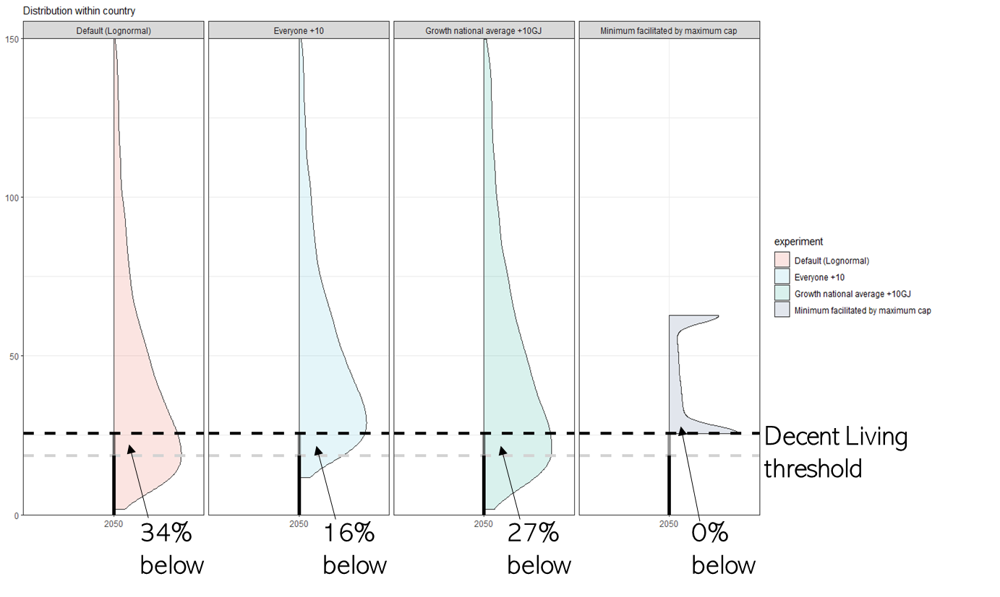 Distribution within country
Default (Lognormal)
Everyone +10
Growth national average +10GJ
Minimum facilitated by maximum cap
150
100
50
0
2050
2050
2050
2050
34%
below
16%
below
27%
below
0%
below
Decent Living
threshold
experiment
Default (Lognormal)
Everyone +10
Growth national average +10GJ
Minimum facilitated by maximum cap